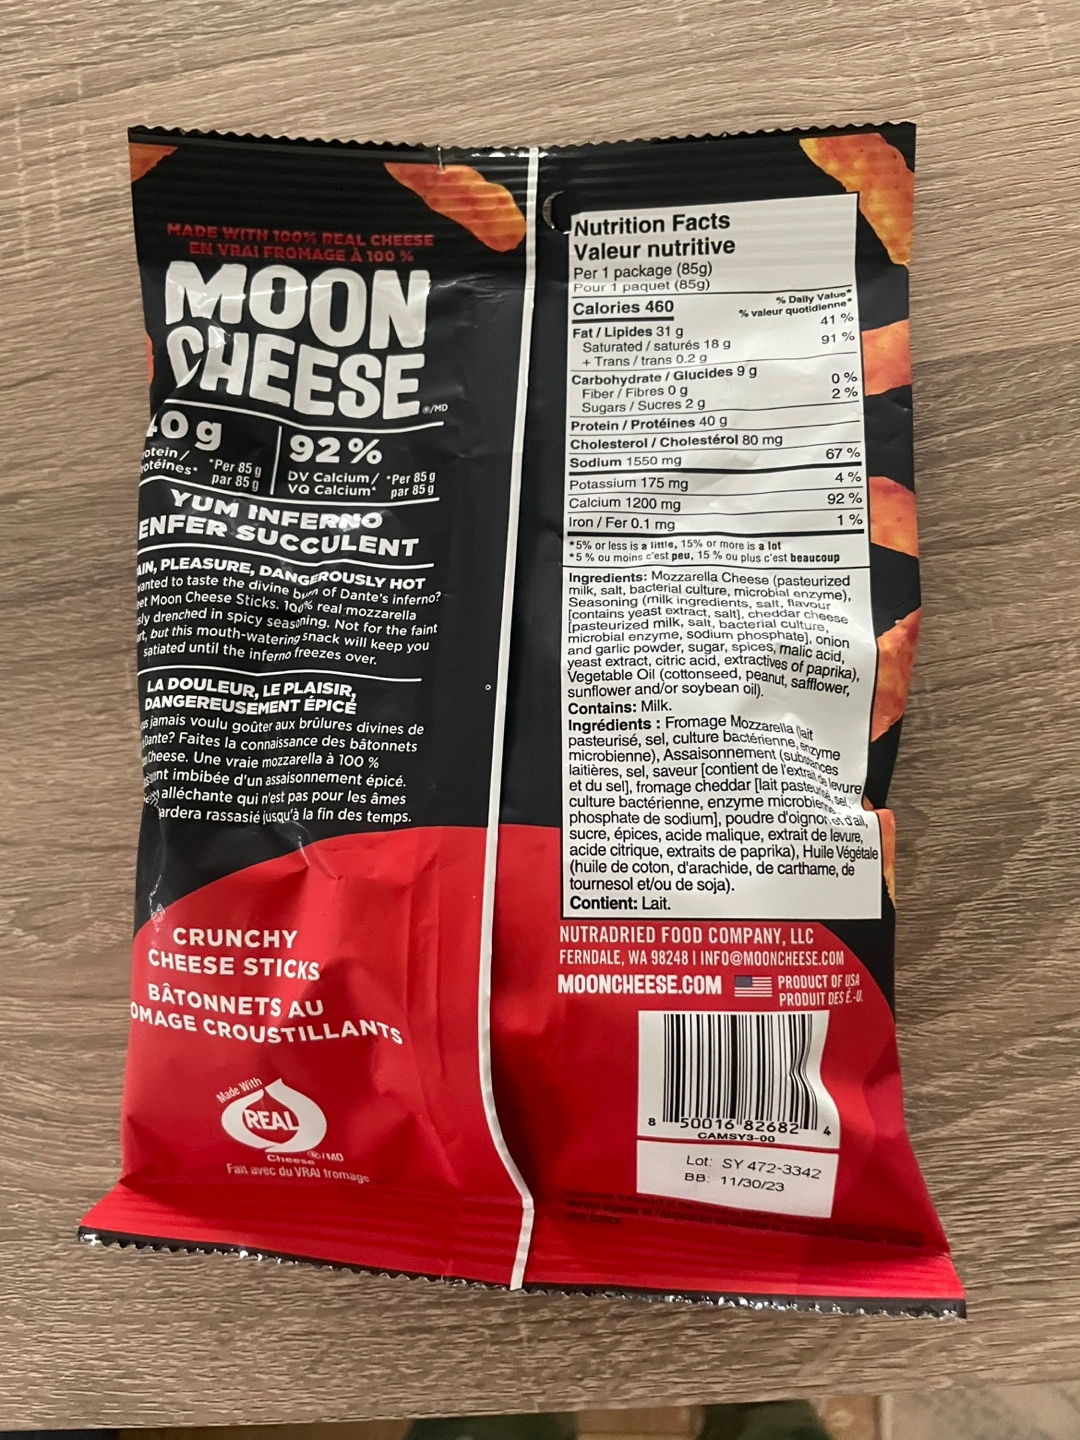 MADE WITH 100% REAL CHEESE
EN VRAI FROMAGE À 100 %
MOON
CHEESE
®/MD
40 g
otein /
otéines*
*Per 85 g
par 85 g
92 %
DV Calcium /
VQ Calcium*
*Per 85 g
par 85 g
YUM INFERNO
ENFER SUCCULENT
AIN, PLEASURE, DANGEROUSLY HOT
anted to taste the divine burn of Dante's inferno?
et Moon Cheese Sticks. 100% real mozzarella
sly drenched in spicy seasoning. Not for the faint
rt, but this mouth-watering snack will keep you
satiated until the inferno freezes over.
LA DOULEUR, LE PLAISIR,
DANGEREUSEMENT ÉPICÉ
us jamais voulu goûter aux brûlures divines de
Dante? Faites la connaissance des bâtonnets
Cheese. Une vraie mozzarella à 100 %
nt imbibée d'un assaisonnement épicé.
alléchante qui n'est pas pour les âmes
ardera rassasié jusqu'à la fin des temps.
CRUNCHY
CHEESE STICKS
BÂTONNETS AU
OMAGE CROUSTILLANTS
Made With
REAL
Cheese ®/MD
Fait avec du VRAI fromage
Nutrition Facts
Valeur nutritive
Per 1 package (85g)
Pour 1 paquet (85g)
Calories 460
% Daily Value*
% valeur quotidienne*
Fat / Lipides 31 g 41 %
Saturated / saturés 18 g 91 %
+ Trans / trans 0.2 g
Carbohydrate / Glucides 9 g
Fiber / Fibres 0 g 0 %
Sugars / Sucres 2 g 2 %
Protein / Protéines 40 g
Cholesterol / Cholestérol 80 mg
Sodium 1550 mg 67 %
Potassium 175 mg 4 %
Calcium 1200 mg 92 %
Iron / Fer 0.1 mg 1 %
*5% or less is a little, 15% or more is a lot
*5 % ou moins c'est peu, 15 % ou plus c'est beaucoup
Ingredients: Mozzarella Cheese (pasteurized
milk, salt, bacterial culture, microbial enzyme),
Seasoning (milk ingredients, salt, flavour
[contains yeast extract, salt], cheddar cheese
[pasteurized milk, salt, bacterial culture,
microbial enzyme, sodium phosphate], onion
and garlic powder, sugar, spices, malic acid,
yeast extract, citric acid, extractives of paprika),
Vegetable Oil (cottonseed, peanut, safflower,
sunflower and/or soybean oil).
Contains: Milk.
Ingrédients : Fromage Mozzarella (lait
pasteurisé, sel, culture bactérienne, enzyme
microbienne), Assaisonnement (substances
laitières, sel, saveur [contient de l'extrait de levure
et du sel], fromage cheddar [lait pasteurisé, sel,
culture bactérienne, enzyme microbienne,
phosphate de sodium], poudre d'oignon et d'ail,
sucre, épices, acide malique, extrait de levure,
acide citrique, extraits de paprika), Huile Végétale
(huile de coton, d'arachide, de carthame, de
tournesol et/ou de soja).
Contient: Lait.
NUTRADRIED FOOD COMPANY, LLC
FERNDALE, WA 98248 | INFO@MOONCHEESE.COM
MOONCHEESE.COM
PRODUCT OF USA
PRODUIT DES É.-U.
8 50016 82682 4
CAMSY3-00
Lot: SY 472-3342
BB: 11/30/23